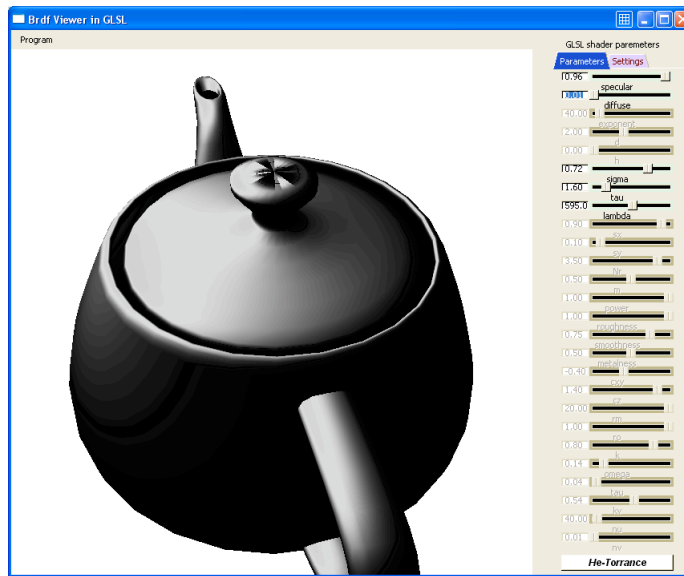 Brdf Viewer in GLSL
Program
GLSL shader paremeters
Parameters Settings
0.96
specular
0.01
diffuse
40.00
exponent
2.00
d
0.00
h
0.72
sigma
1.60
tau
595.0
lambda
0.90
sx
0.10
sy
3.50
Nr
0.50
m
1.00
power
1.00
roughness
0.75
smoothness
0.50
metalness
-0.40
cxy
1.40
cz
20.00
rm
1.00
rg
0.80
k
0.14
omega
0.04
tau
0.54
kv
40.00
nu
0.01
nv
He-Torrance